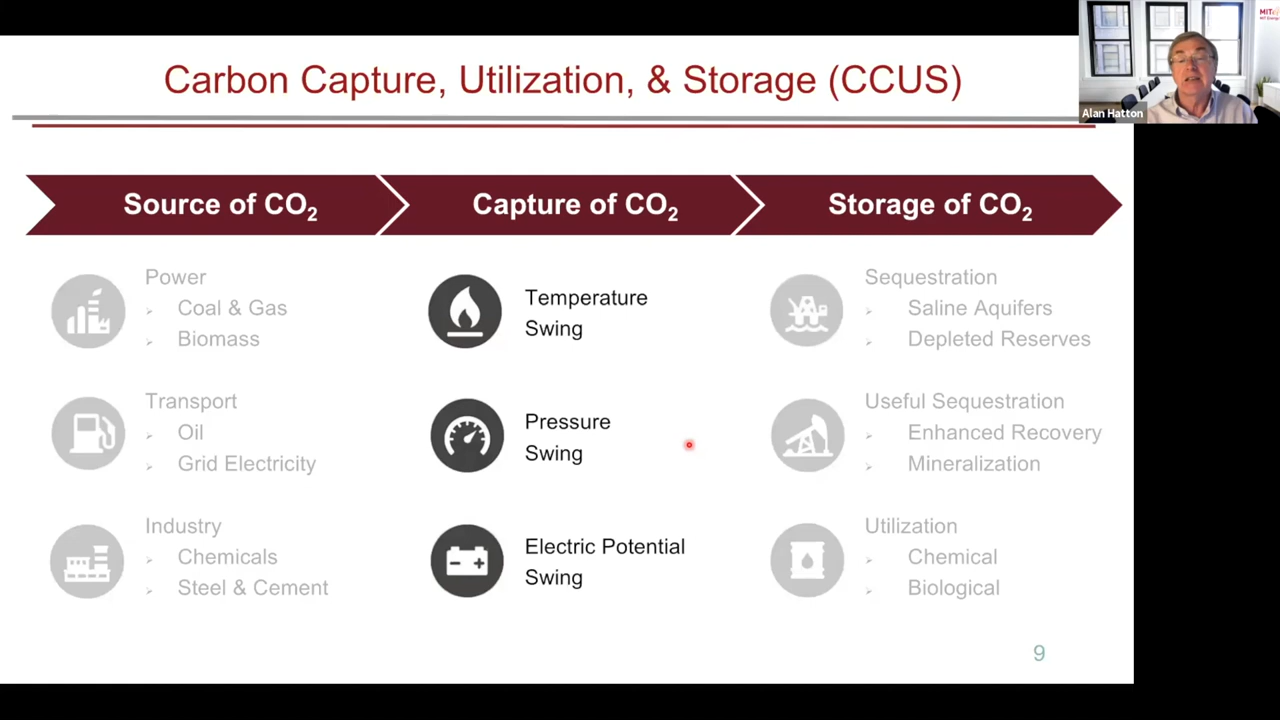 Carbon Capture, Utilization, & Storage (CCUS)
Alan Hatton
Source of CO₂
Capture of CO₂
Storage of CO₂
Power
Coal & Gas
Biomass
Transport
Oil
Grid Electricity
Industry
Chemicals
Steel & Cement
Temperature
Swing
Pressure
Swing
Electric Potential
Swing
Sequestration
Saline Aquifers
Depleted Reserves
Useful Sequestration
Enhanced Recovery
Mineralization
Utilization
Chemical
Biological
9